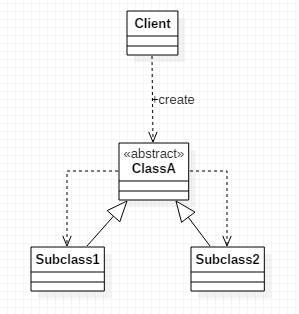 Client
+create
«abstract»
ClassA
Subclass1
Subclass2